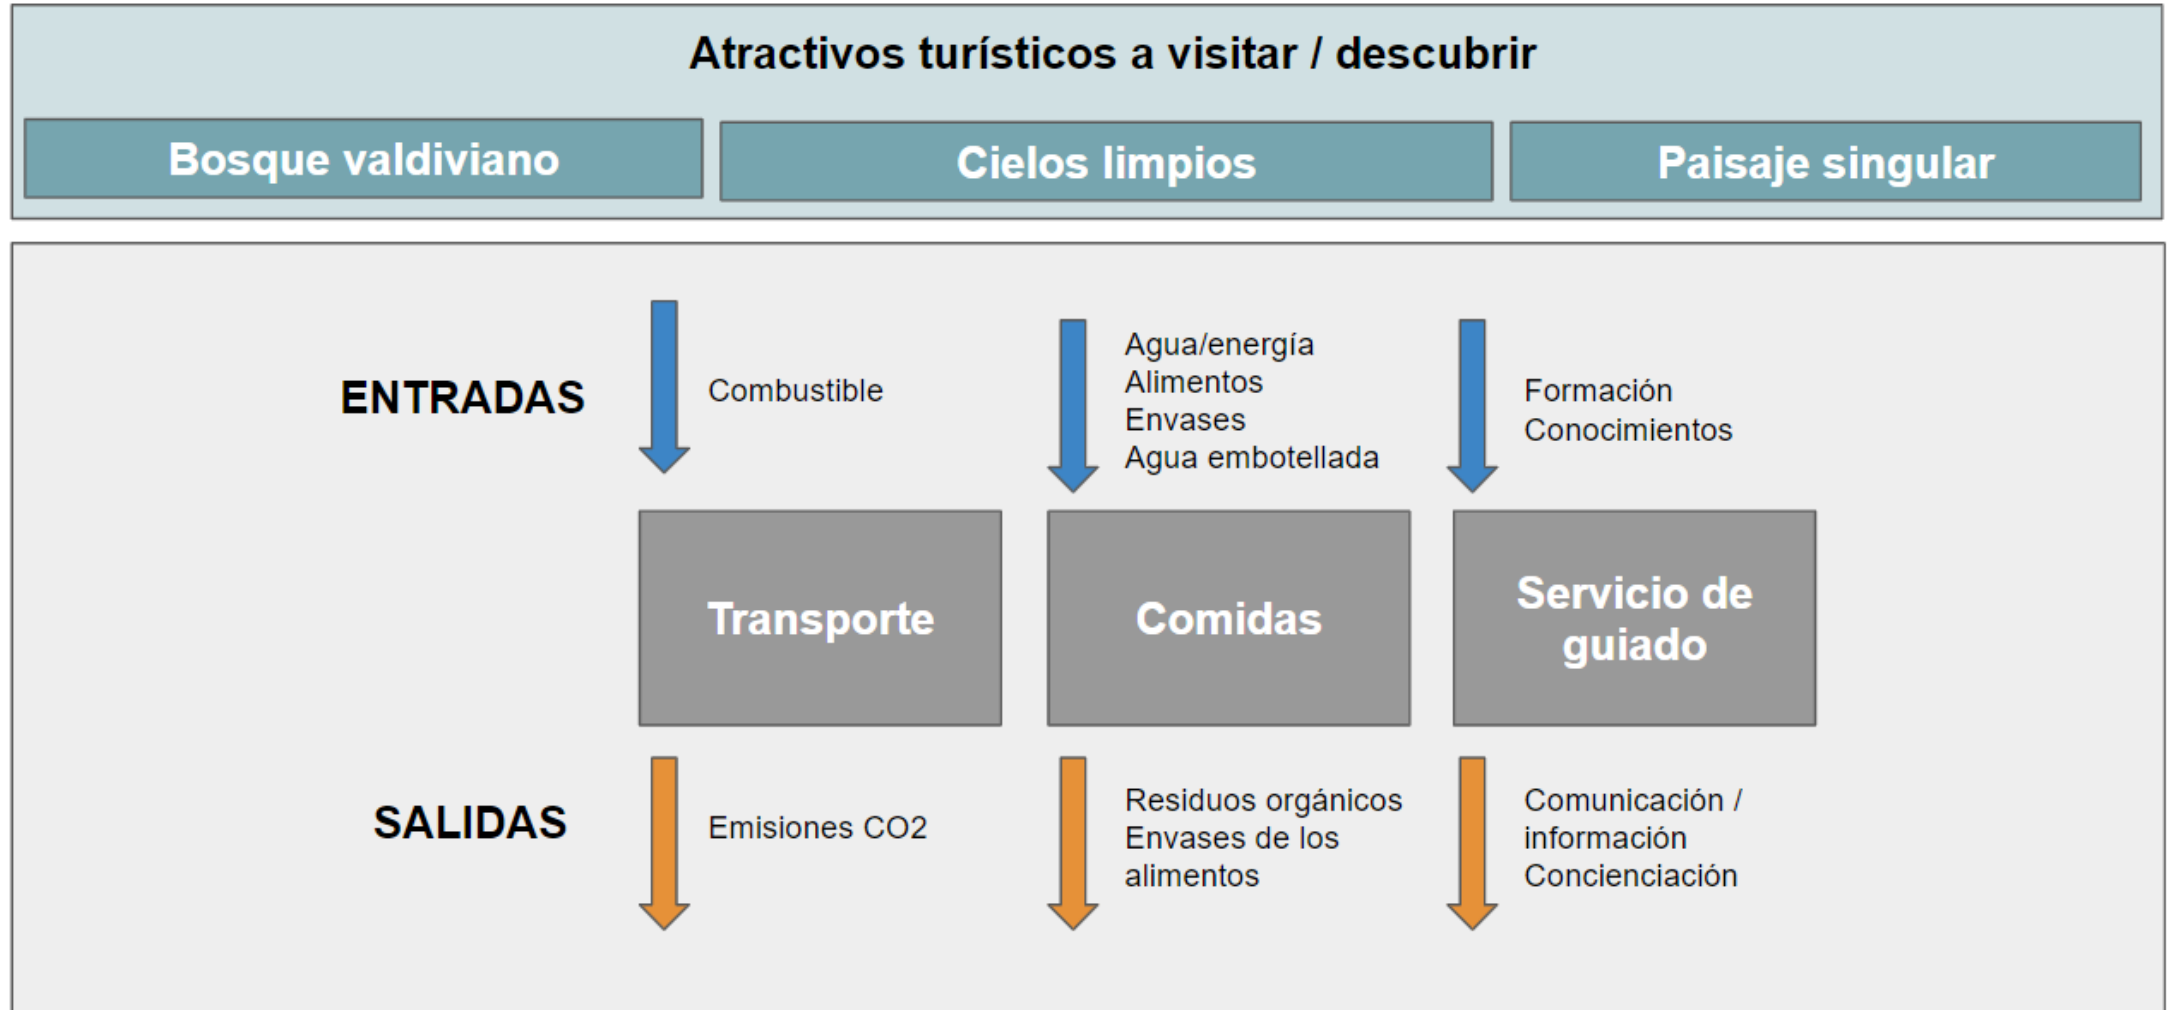 Atractivos turísticos a visitar / descubrir
Bosque valdiviano
Cielos limpios
Paisaje singular
ENTRADAS
Combustible
Agua/energía
Alimentos
Envases
Agua embotellada
Formación
Conocimientos
Transporte
Comidas
Servicio de
guiado
SALIDAS
Emisiones CO2
Residuos orgánicos
Envases de los
alimentos
Comunicación /
información
Concienciación